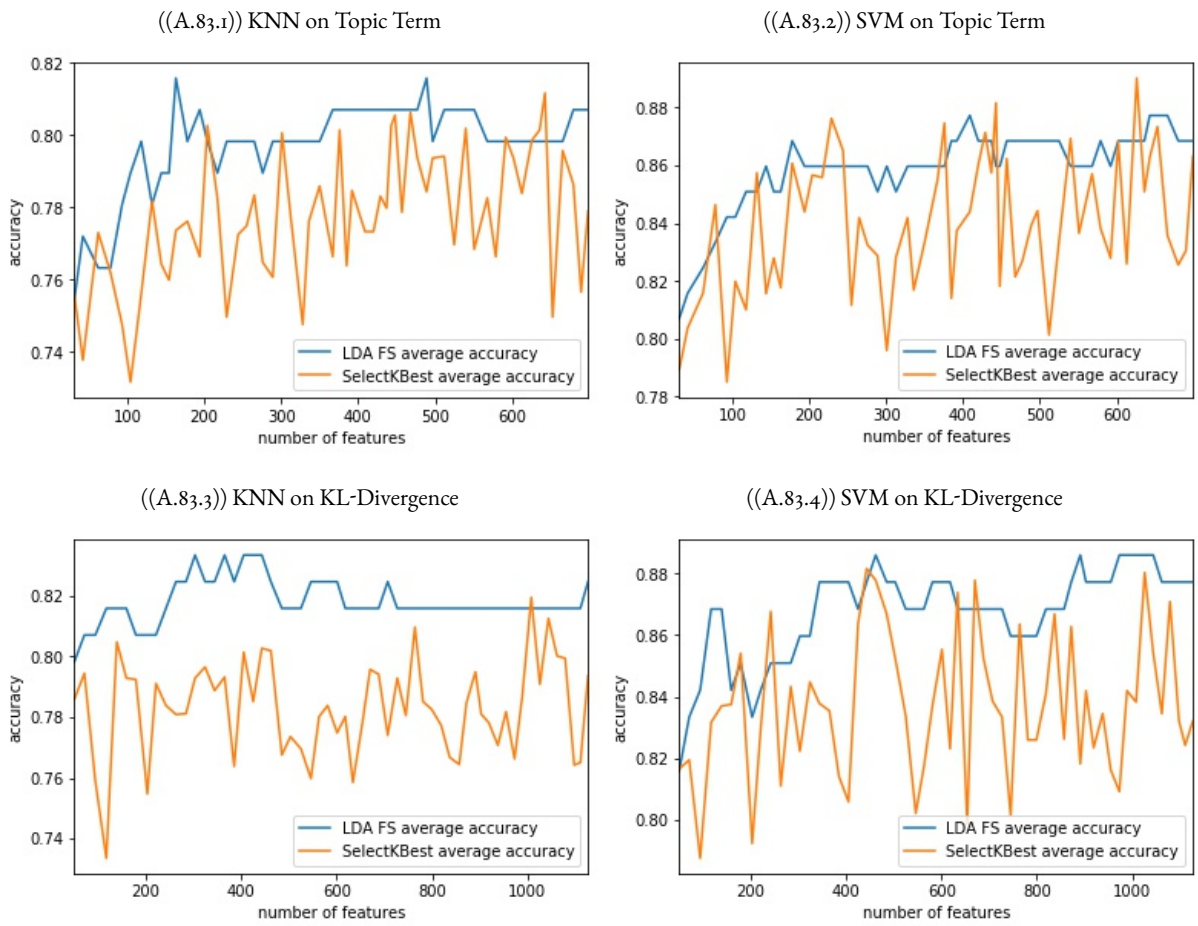 ((A.83.1)) KNN on Topic Term
0.82
0.80
0.78
0.76
0.74
accuracy
LDA FS average accuracy
SelectKBest average accuracy
100 200 300 400 500 600
number of features
((A.83.2)) SVM on Topic Term
0.88
0.86
0.84
0.82
0.80
0.78
accuracy
LDA FS average accuracy
SelectKBest average accuracy
100 200 300 400 500 600
number of features
((A.83.3)) KNN on KL-Divergence
0.82
0.80
0.78
0.76
0.74
accuracy
LDA FS average accuracy
SelectKBest average accuracy
200 400 600 800 1000
number of features
((A.83.4)) SVM on KL-Divergence
0.88
0.86
0.84
0.82
0.80
accuracy
LDA FS average accuracy
SelectKBest average accuracy
200 400 600 800 1000
number of features